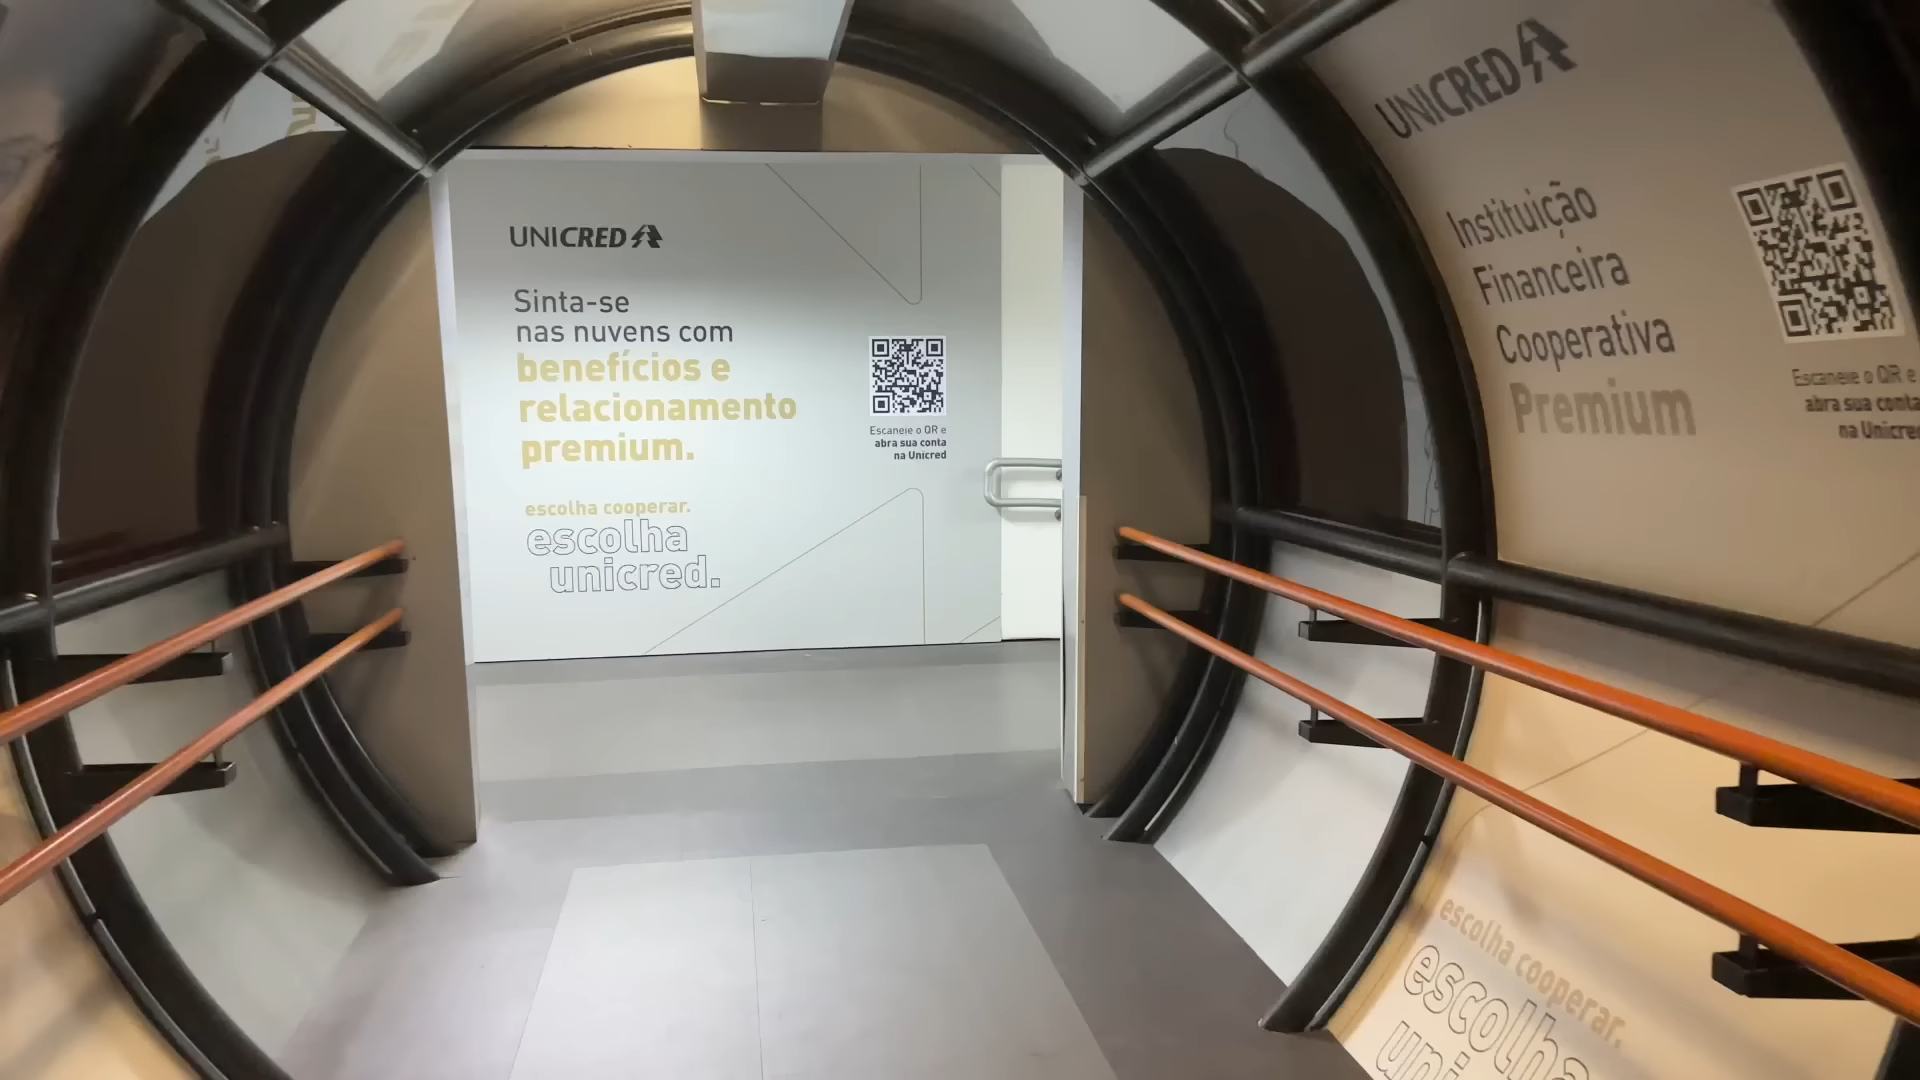 UNICRED
Sinta-se
nas nuvens com
benefícios e
relacionamento
premium.
escolha cooperar.
escolha
unicred.
Escaneie o QR e
abra sua conta
na Unicred
UNICRED
Instituição
Financeira
Cooperativa
Premium
Escaneie o QR e
abra sua conta
na Unicred
escolha cooperar.
escolha